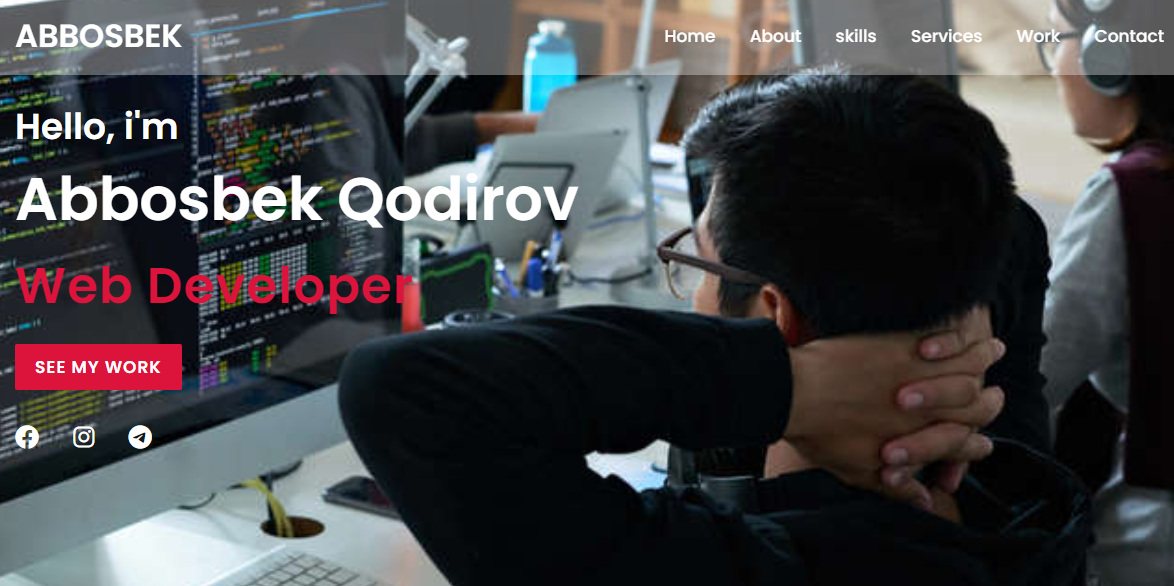 ABBOSBEK
Home About skills Services Work Contact
Hello, i'm
Abbosbek Qodirov
Web Developer
SEE MY WORK